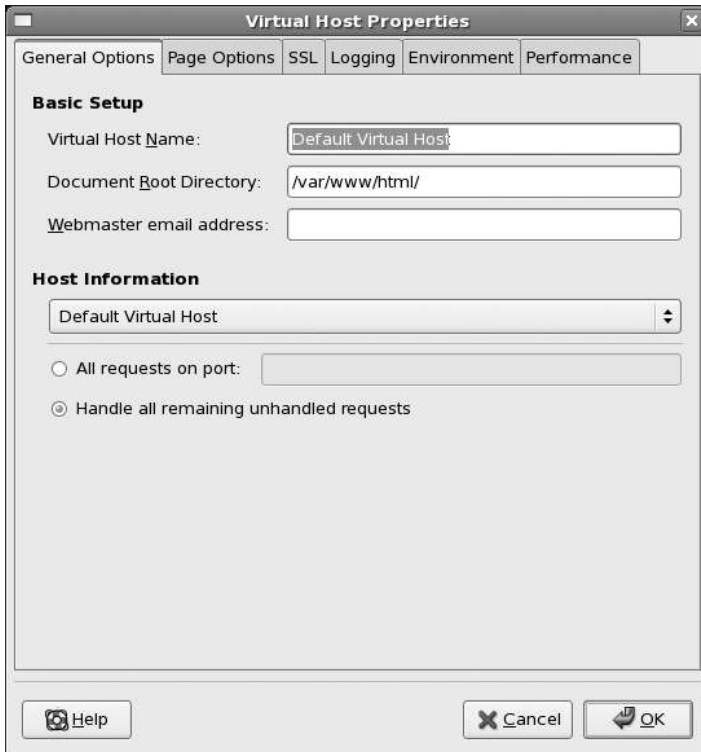 Virtual Host Properties
General Options Page Options SSL Logging Environment Performance
Basic Setup
Virtual Host Name: Default Virtual Host
Document Root Directory: /var/www/html/
Webmaster email address:
Host Information
Default Virtual Host
All requests on port:
Handle all remaining unhandled requests
Help Cancel OK